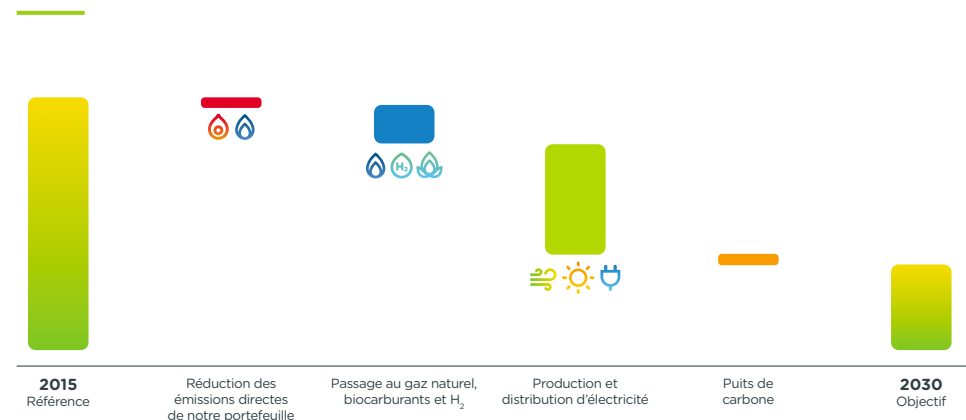 H₂
2015
Référence
Réduction des
émissions directes
de notre portefeuille
Passage au gaz naturel,
biocarburants et H₂
Production et
distribution d'électricité
Puits de
carbone
2030
Objectif